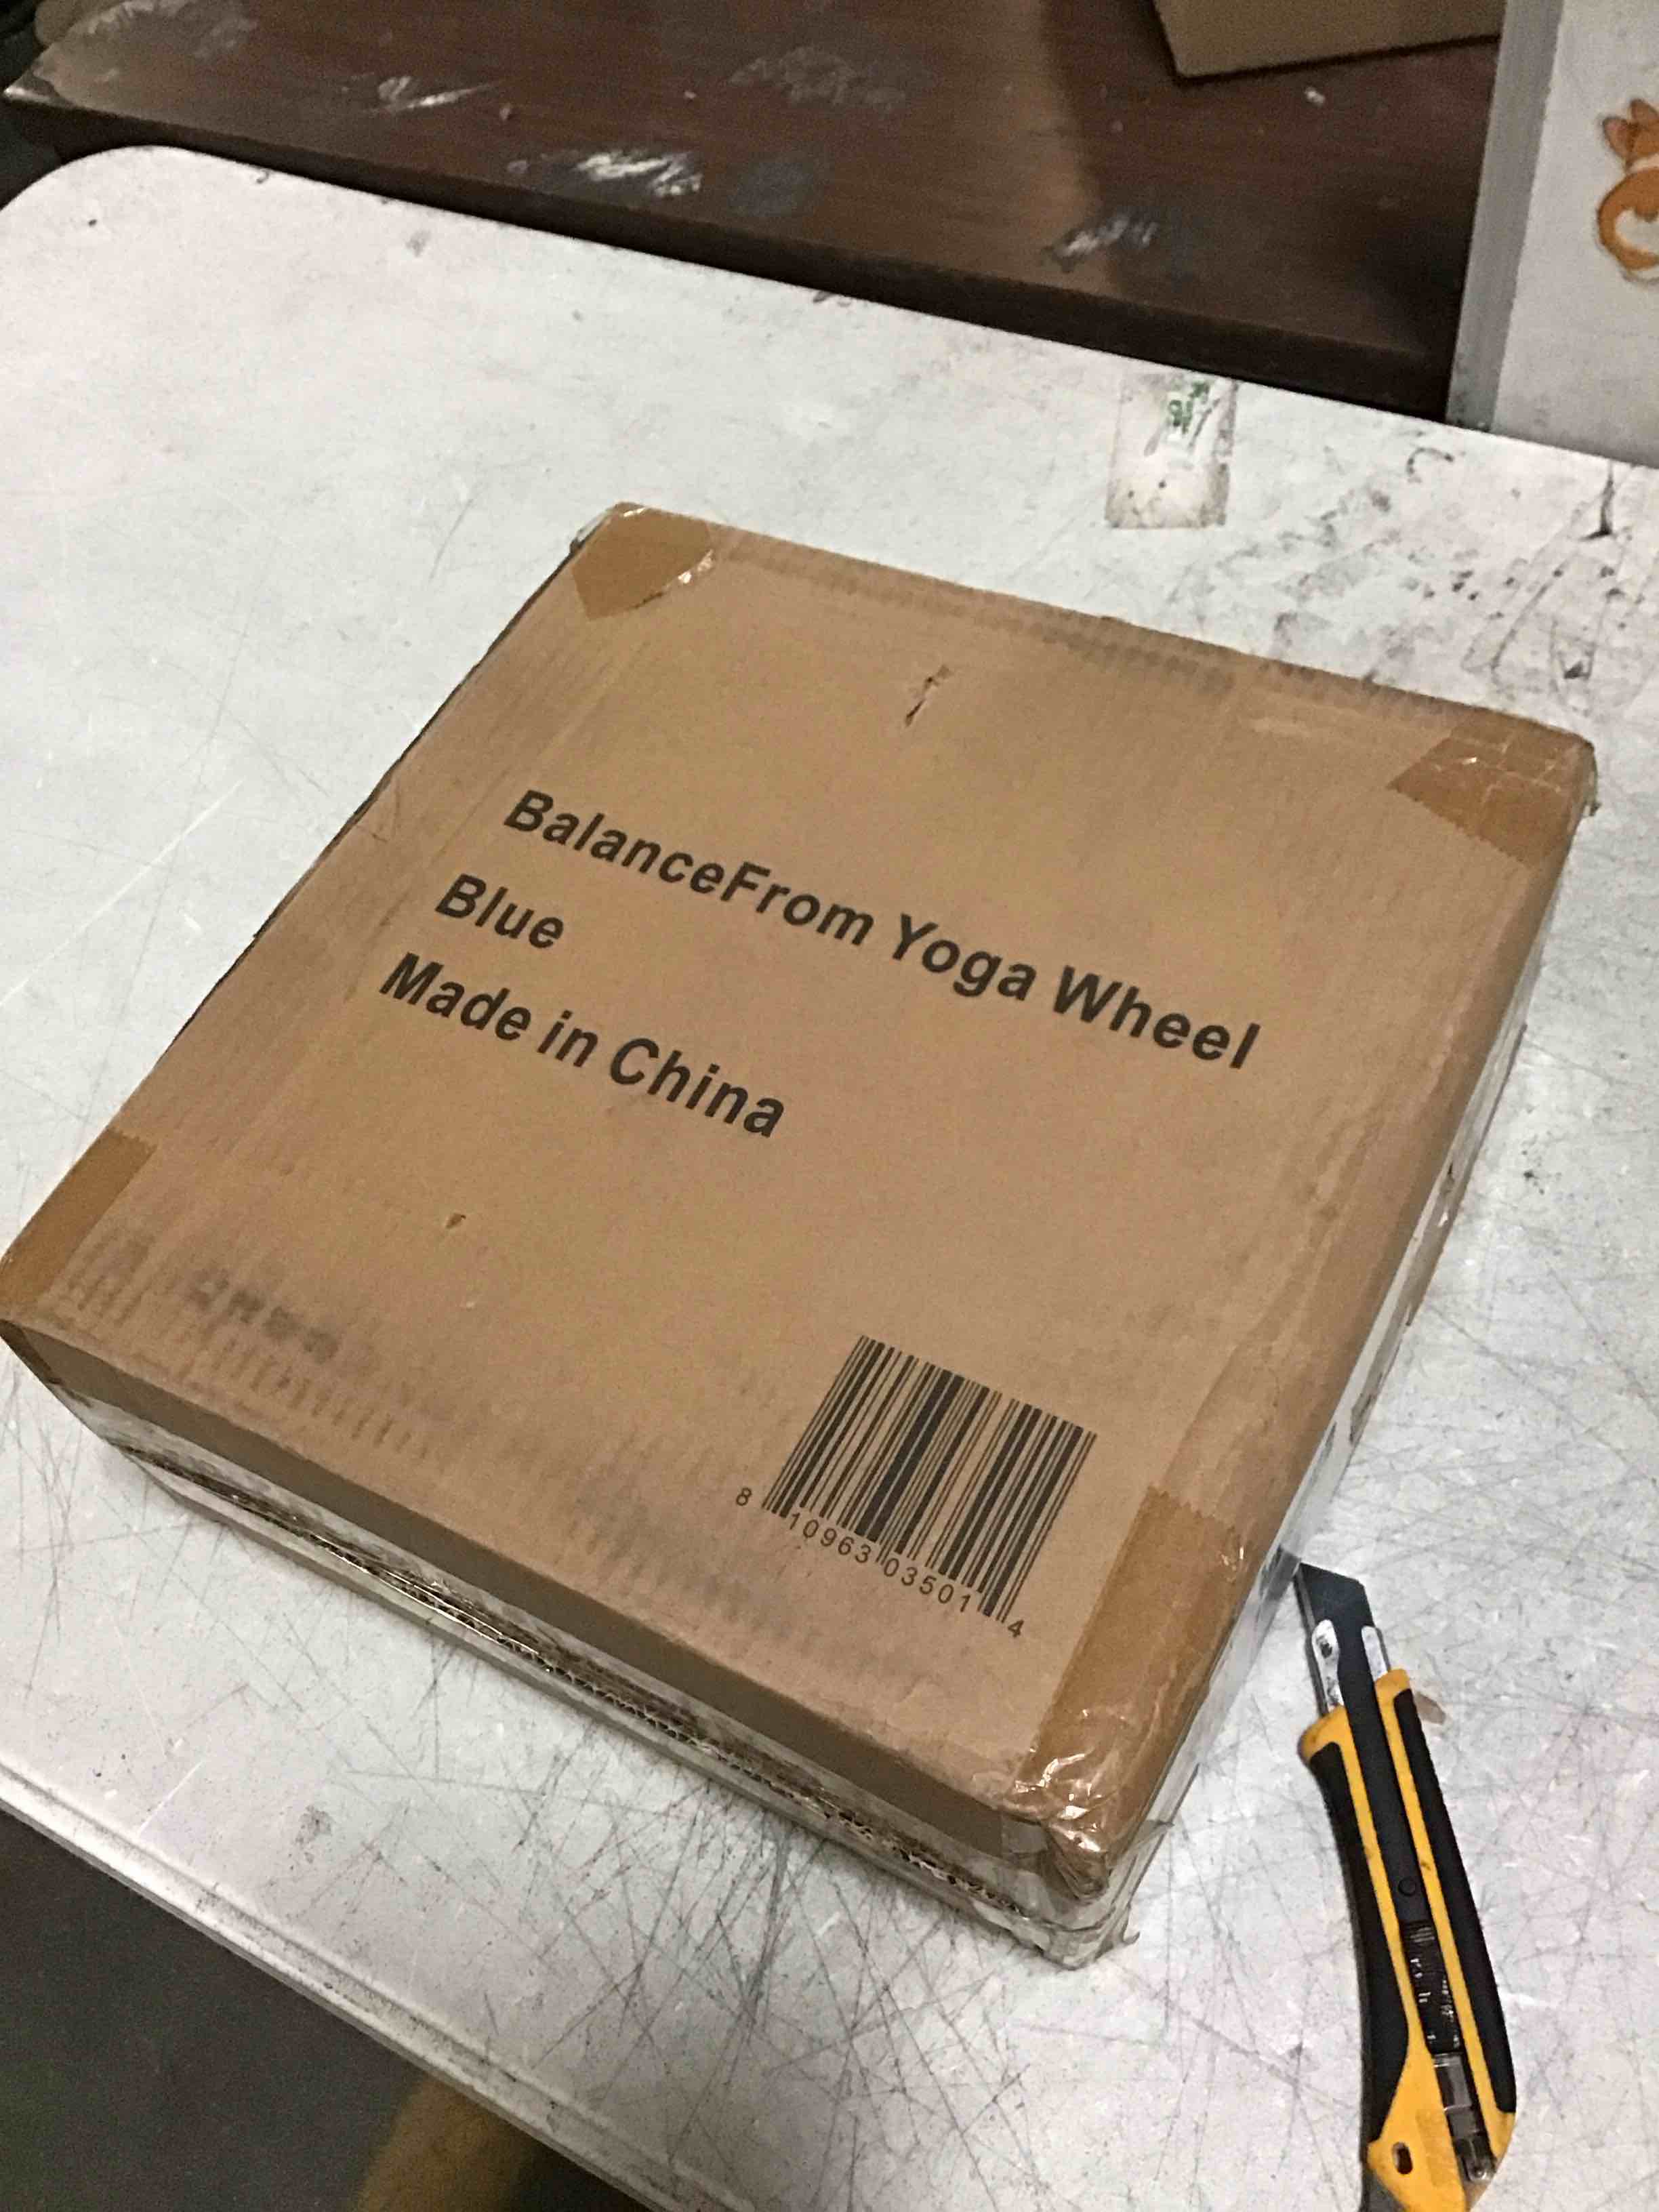 BalanceFrom Yoga Wheel
Blue
Made in China
8 10963 03501 4